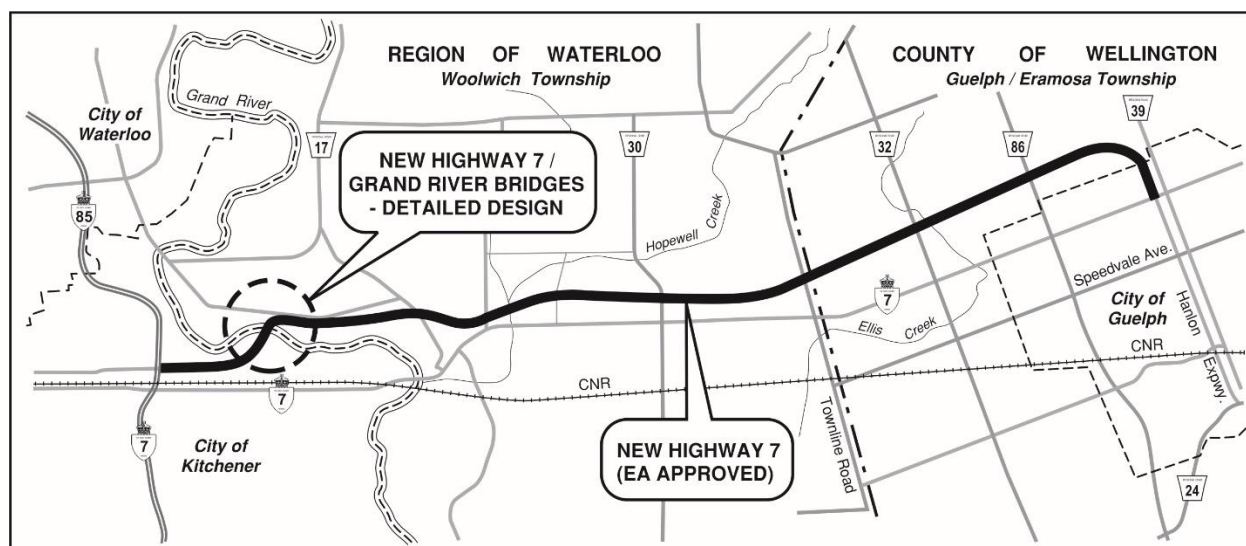 REGION OF WATERLOO
Woolwich Township
COUNTY OF WELLINGTON
Guelph / Eramosa Township
City of
Waterloo
Grand River
17
30
32
86
39
85
NEW HIGHWAY 7 /
GRAND RIVER BRIDGES
- DETAILED DESIGN
Hopewell Creek
7
Speedvale Ave.
City of
Guelph
Hanlon Expwy.
Ellis Creek
CNR
CNR
7
7
City of
Kitchener
NEW HIGHWAY 7
(EA APPROVED)
Townline Road
24